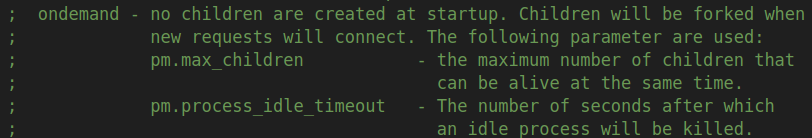 ;  ondemand - no children are created at startup. Children will be forked when
;             new requests will connect. The following parameter are used:
;             pm.max_children           - the maximum number of children that
;                                         can be alive at the same time.
;             pm.process_idle_timeout   - The number of seconds after which
;                                         an idle process will be killed.